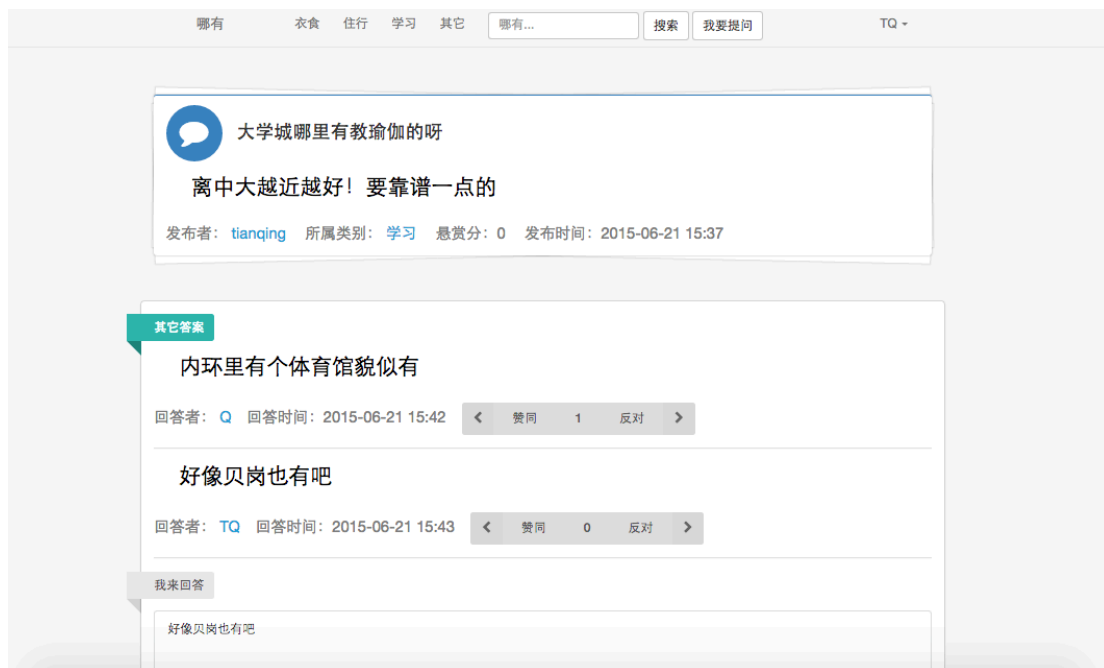 哪有 衣食 住行 学习 其它 哪有... 搜索 我要提问 TQ
大学城哪里有教瑜伽的呀
离中大越近越好！要靠谱一点的
发布者： tianqing 所属类别： 学习 悬赏分：0 发布时间：2015-06-21 15:37
其它答案
内环里有个体育馆貌似有
回答者： Q 回答时间：2015-06-21 15:42 赞同 1 反对
好像贝岗也有吧
回答者： TQ 回答时间：2015-06-21 15:43 赞同 0 反对
我来回答
好像贝岗也有吧